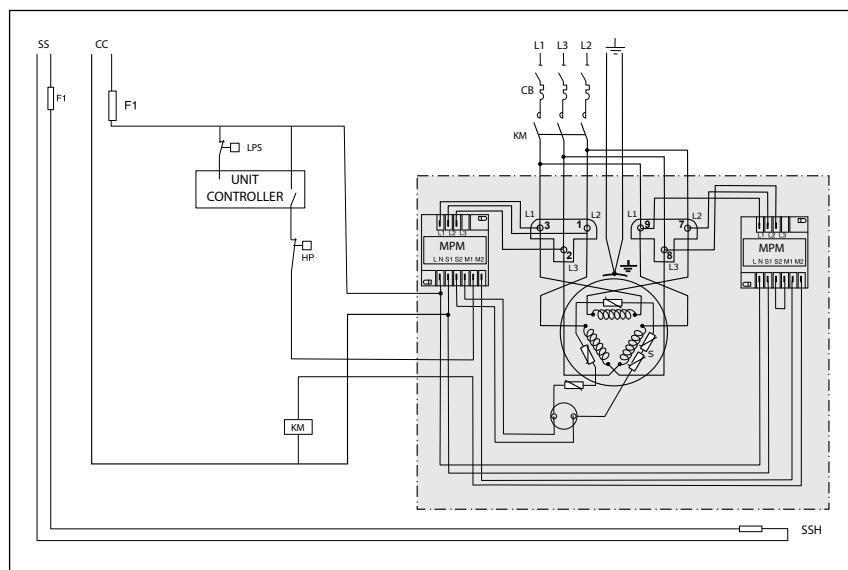 SS CC L1 L3 L2
F1 F1 CB
KM
LPS
UNIT
CONTROLLER
L1 3 1 L2 L1 9 7 L2
L1 L2 L3 L1 L2 L3
MPM 2 8 MPM
HP L N S1 S2 M1 M2 L3 L3 L N S1 S2 M1 M2
S
KM
SSH